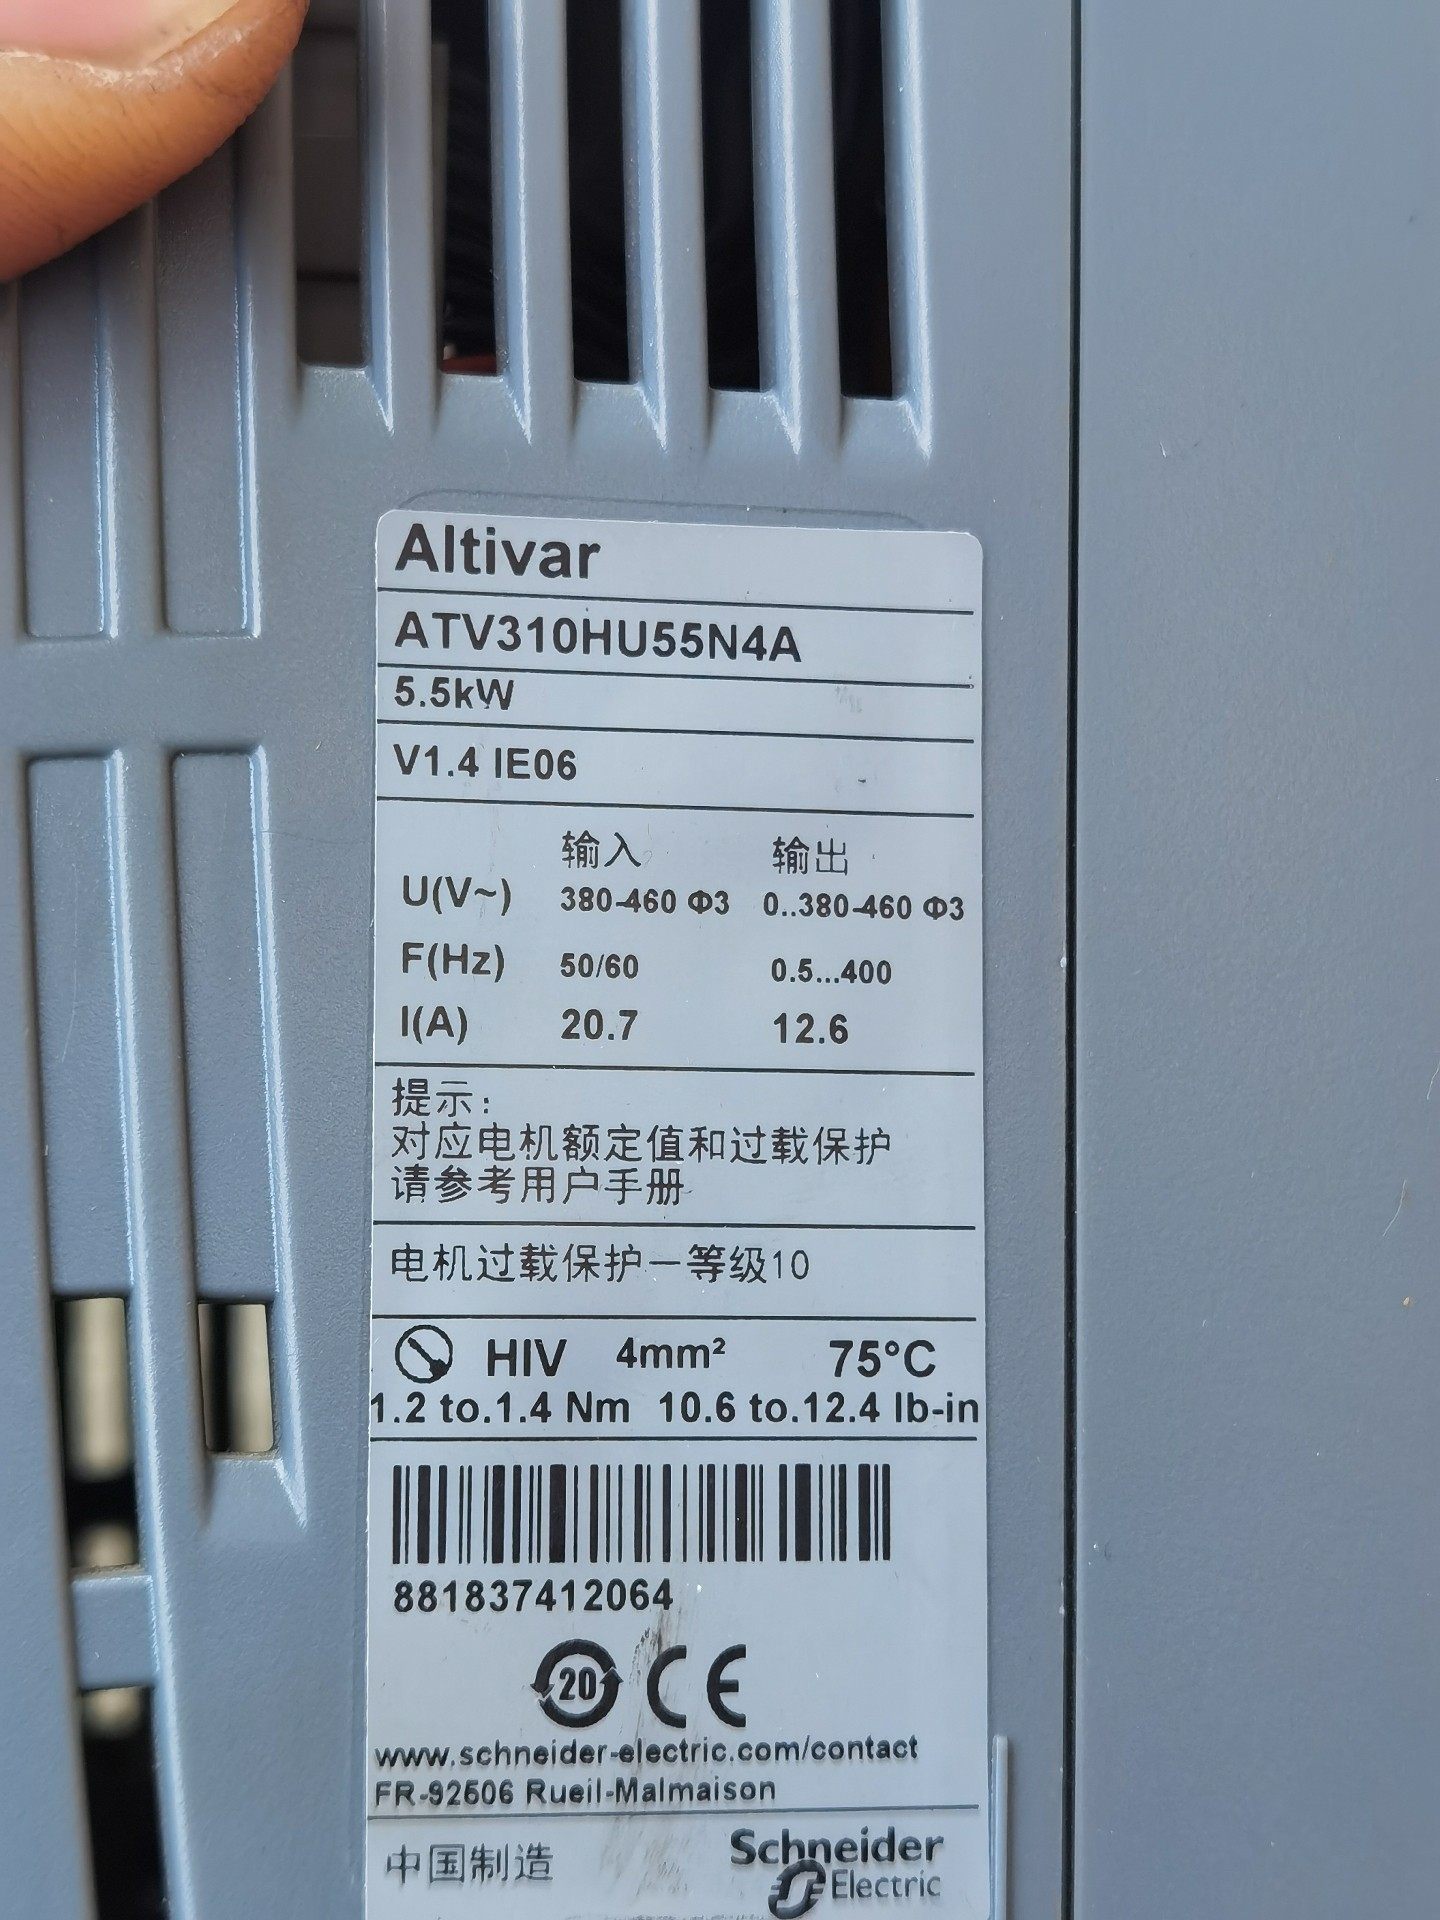 Altivar
ATV310HU55N4A
5.5kW
V1.4 IE06
输入 输出
U(V~) 380-460 Φ3 0..380-460 Φ3
F(Hz) 50/60 0.5...400
I(A) 20.7 12.6
提示:
对应电机额定值和过载保护
请参考用户手册
电机过载保护一等级10
HIV 4mm² 75°C
1.2 to.1.4 Nm 10.6 to.12.4 lb-in
881837412064
20 CE
www.schneider-electric.com/contact
FR-92506 Rueil-Malmaison
中国制造 Schneider
Electric